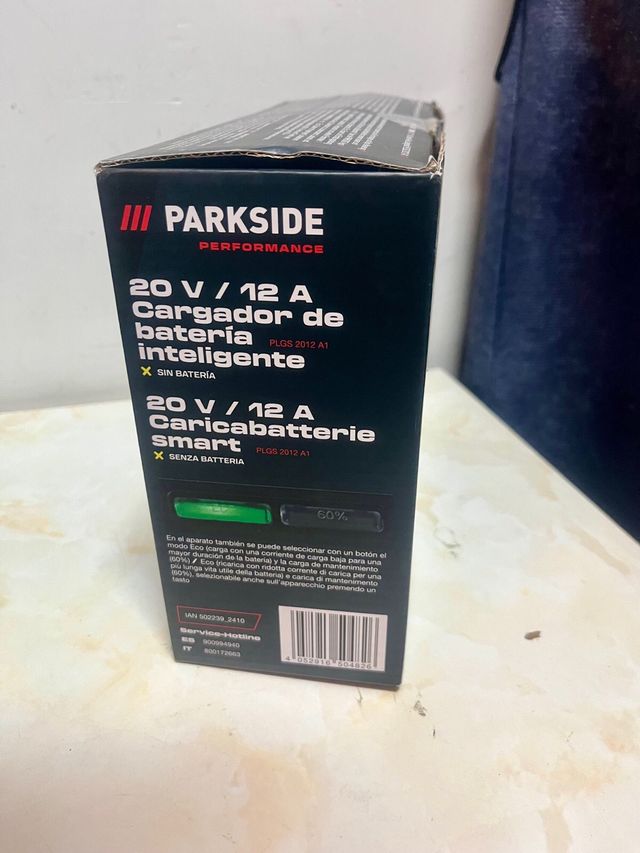 PARKSIDE
PERFORMANCE
20 V / 12 A
Cargador de
batería PLGS 2012 A1
inteligente
SIN BATERÍA
20 V / 12 A
Caricabatterie
smart PLGS 2012 A1
SENZA BATTERIA
60%
En el aparato también se puede seleccionar con un botón el
modo Eco (carga con una corriente de carga baja para una
mayor duración de la batería) y la carga de mantenimiento
(60%) / Eco (ricarica con ridotta corrente di carica per una
più lunga vita utile della batteria) e carica di mantenimento
(60%), selezionabile anche sull'apparecchio premendo un
tasto
IAN 502239_2410
Service-Hotline
ES 900994940
IT 800172663
4 052916 504826